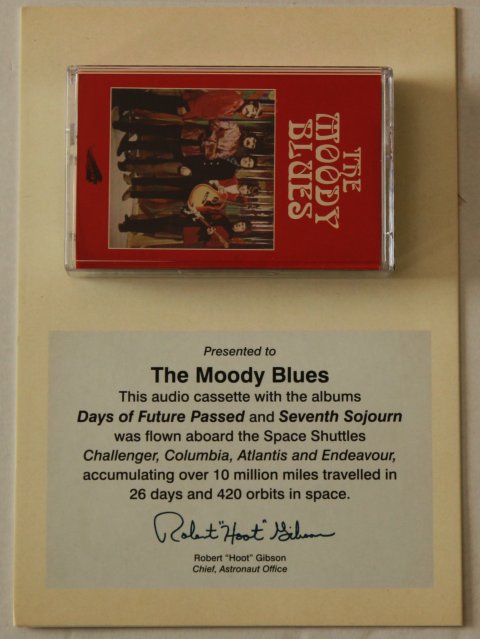 THE
MOODY
BLUES
Presented to
The Moody Blues
This audio cassette with the albums
Days of Future Passed and Seventh Sojourn
was flown aboard the Space Shuttles
Challenger, Columbia, Atlantis and Endeavour,
accumulating over 10 million miles travelled in
26 days and 420 orbits in space.
Robert "Hoot" Gibson
Robert "Hoot" Gibson
Chief, Astronaut Office